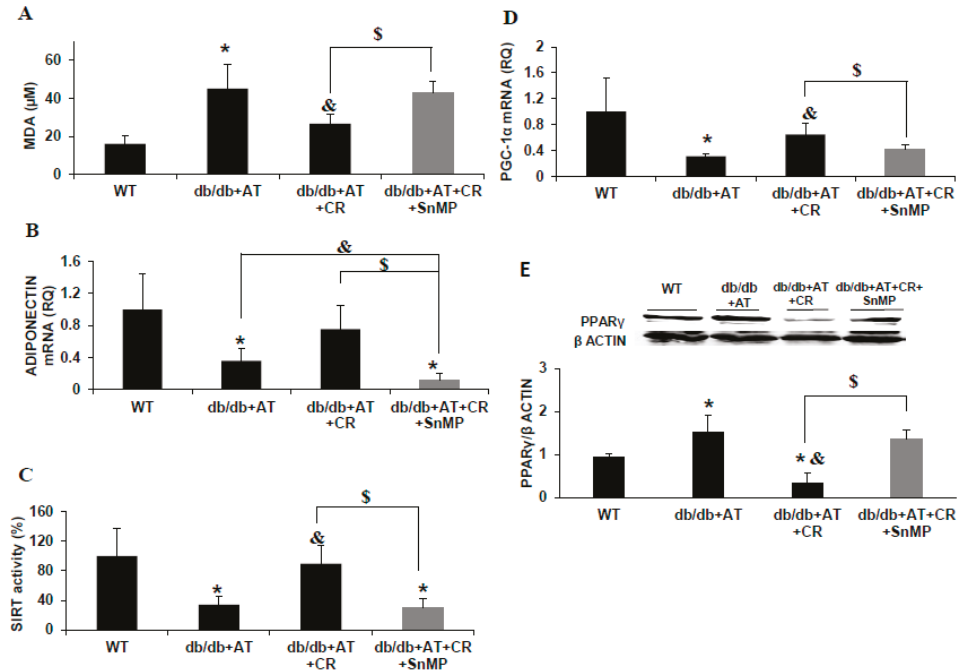 A
MDA (µM)
60
40
20
0
*
&
$
WT
db/db+AT
db/db+AT
+CR
db/db+AT+CR
+SnMP
B
ADIPONECTIN
mRNA (RQ)
1.6
1.2
0.8
0.4
0
*
&
$
*
WT
db/db+AT
db/db+AT
+CR
db/db+AT+CR
+SnMP
C
SIRT activity (%)
160
120
80
40
0
*
&
$
*
WT
db/db+AT
db/db+AT
+CR
db/db+AT+CR
+SnMP
D
PGC-1α mRNA (RQ)
2
1.6
1.2
0.8
0.4
0
*
&
$
WT
db/db+AT
db/db+AT
+CR
db/db+AT+CR
+SnMP
E
WT
db/db
+AT
db/db+AT
+CR
db/db+AT+CR+
SnMP
PPARγ
β ACTIN
PPARγ/β ACTIN
3
2
1
0
*
* &
$
WT
db/db+AT
db/db+AT
+CR
db/db+AT+CR
+SnMP